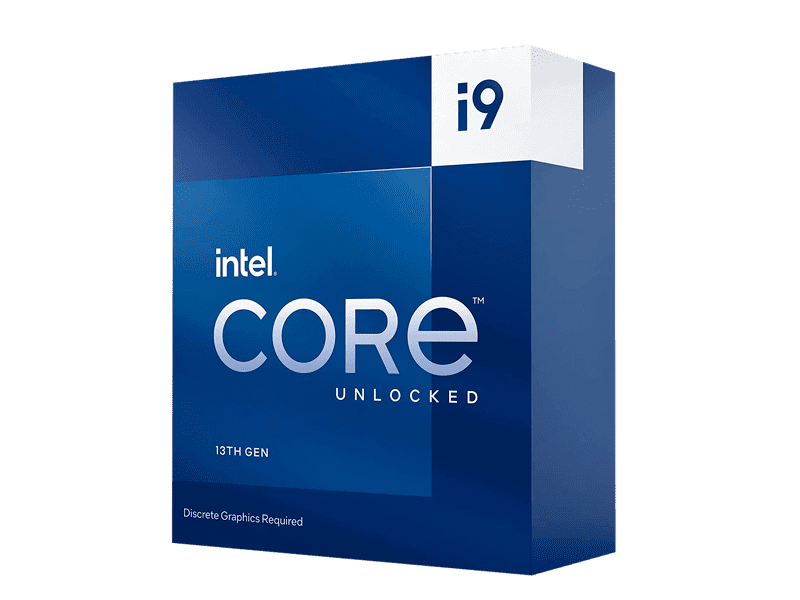 i9
intel.
CORE™
UNLOCKED
13TH GEN
Discrete Graphics Required